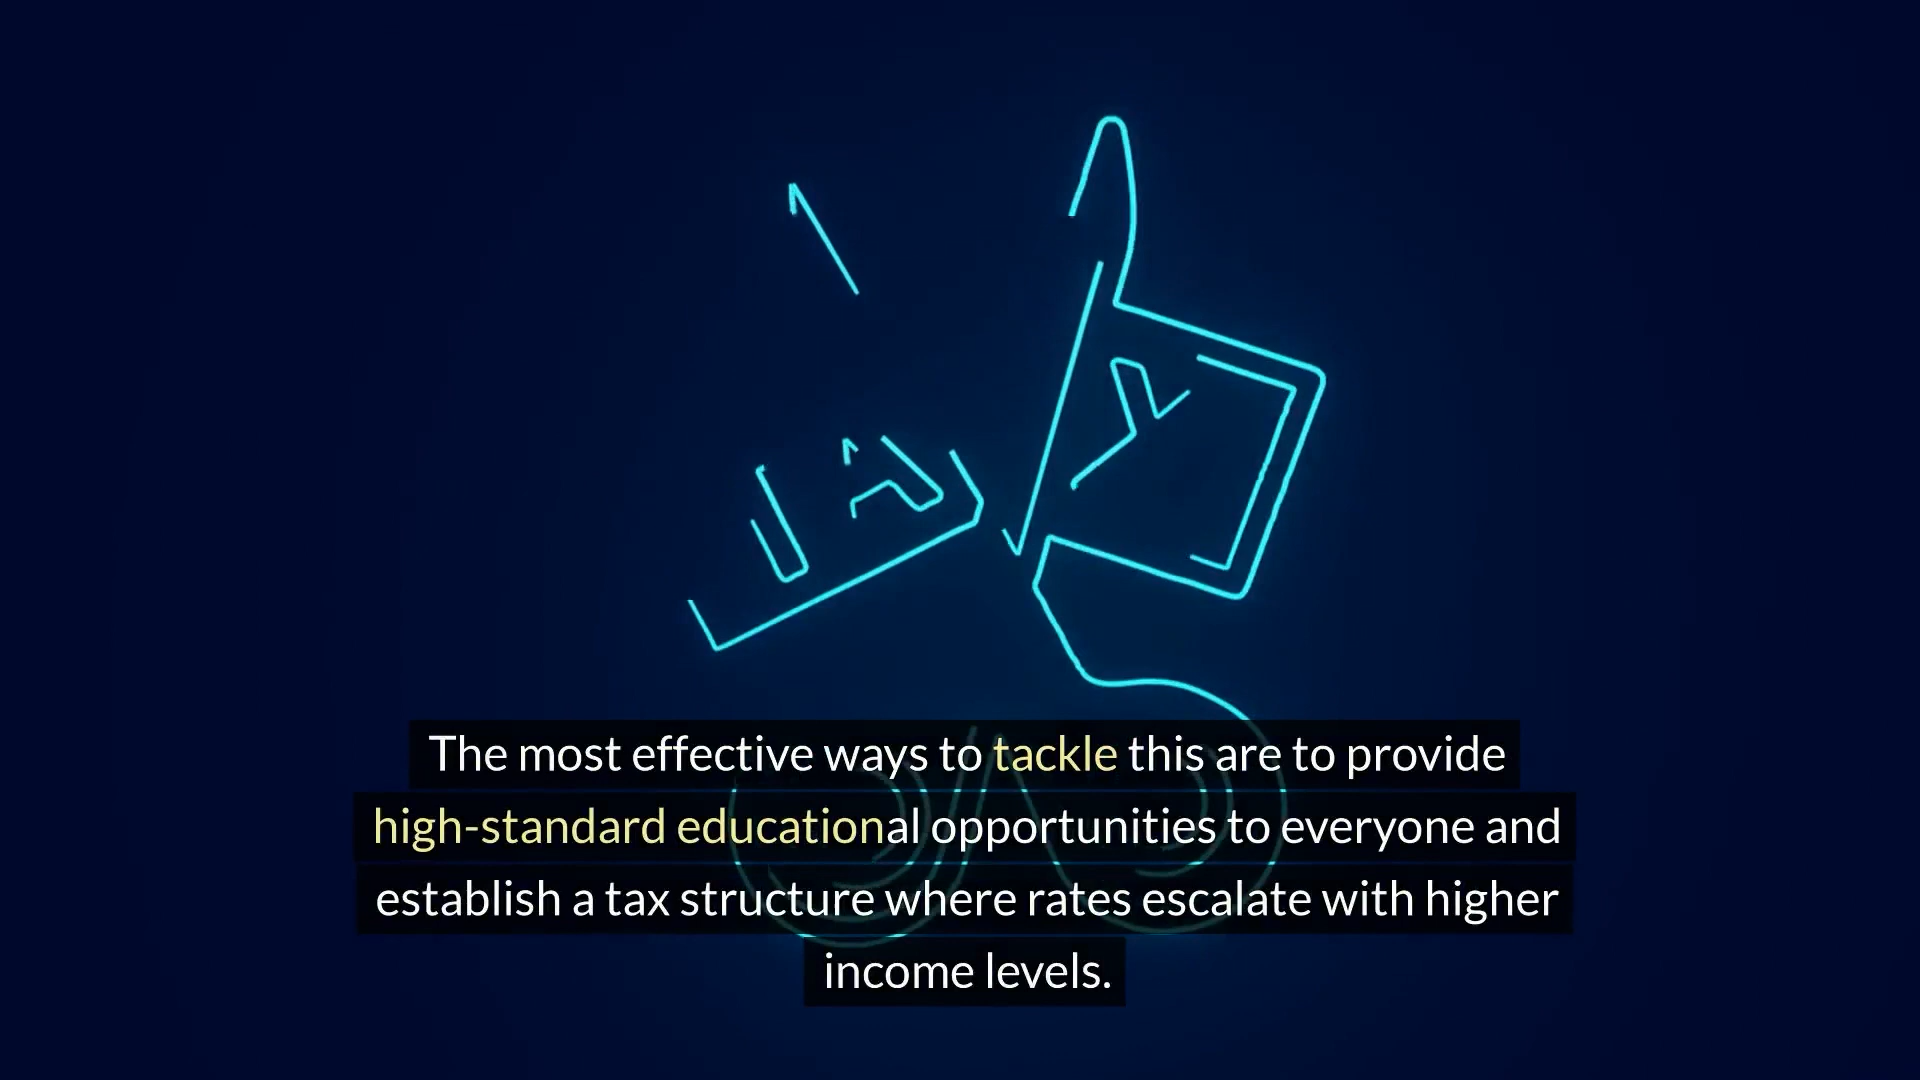 The most effective ways to tackle this are to provide
high-standard educational opportunities to everyone and
establish a tax structure where rates escalate with higher
income levels.